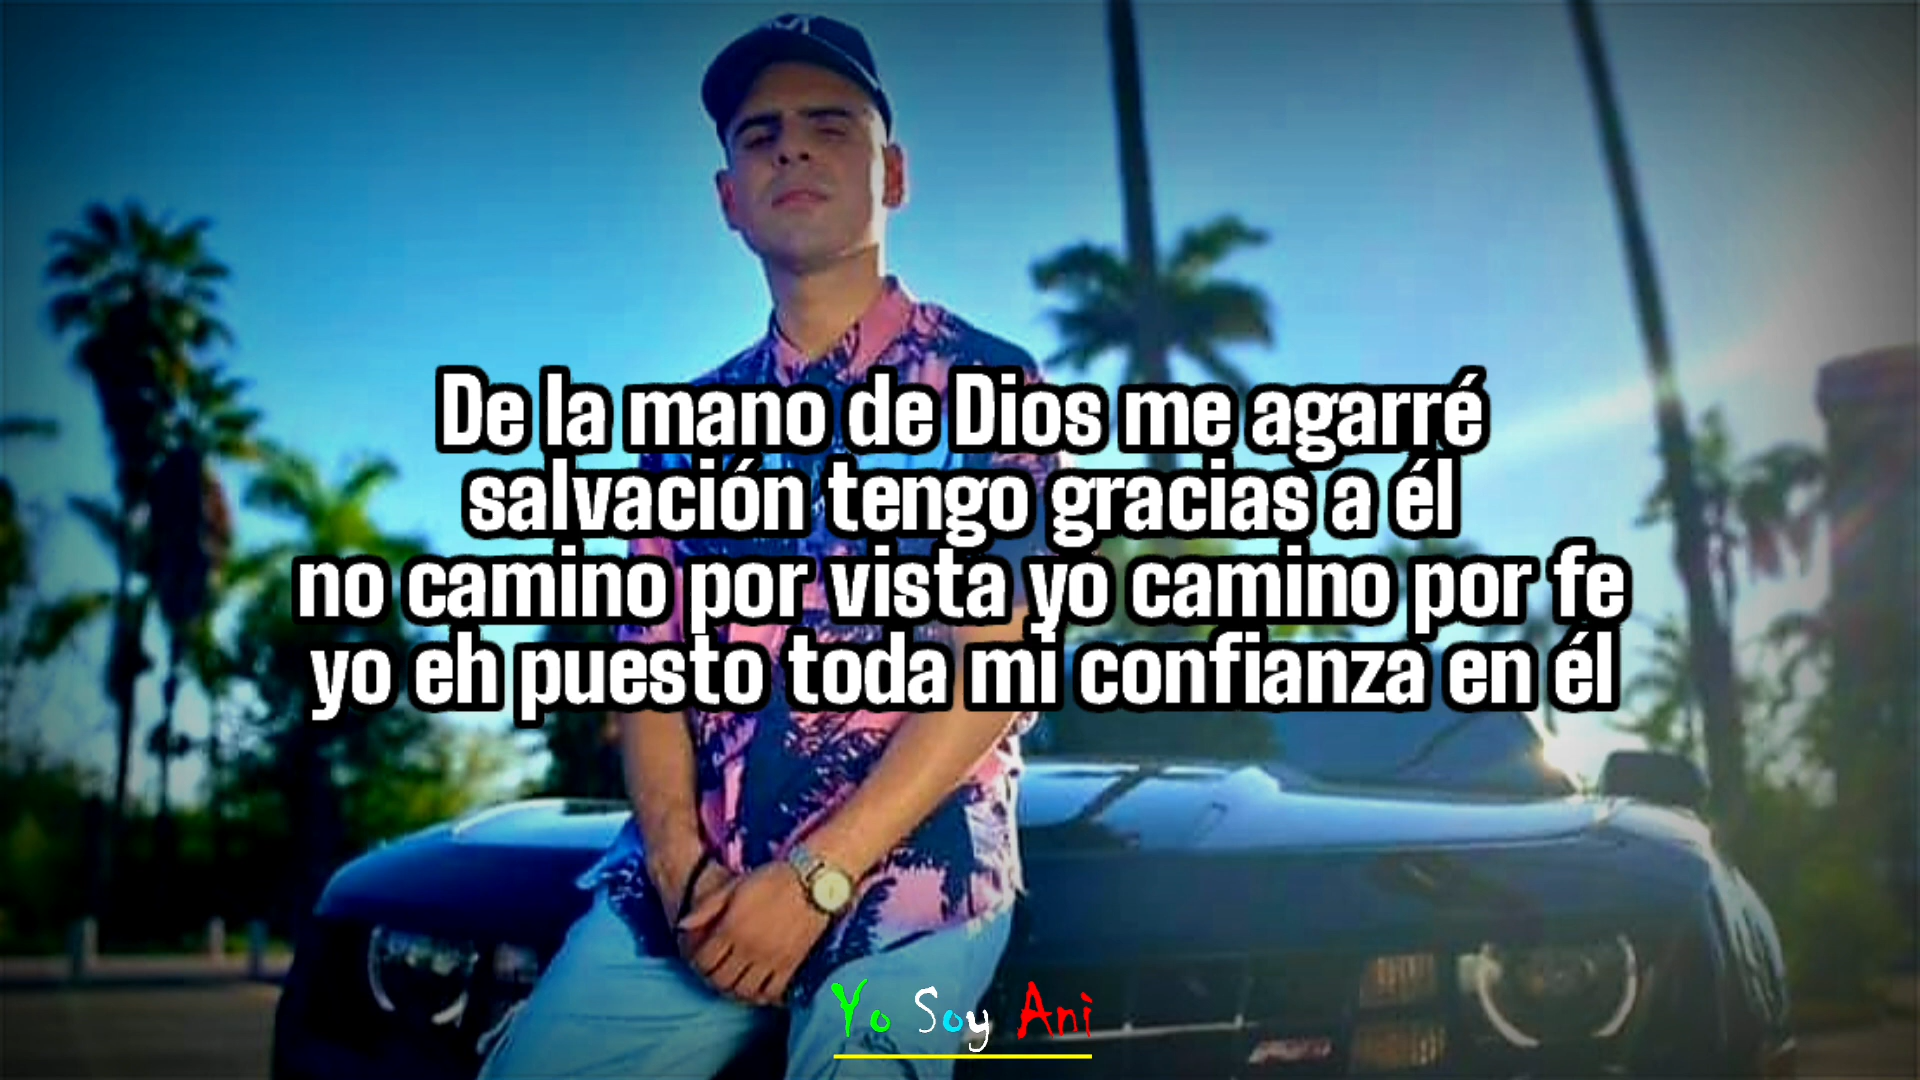 De la mano de Dios me agarré
salvación tengo gracias a él
no camino por vista yo camino por fe
yo eh puesto toda mi confianza en él
Yo Soy Ani